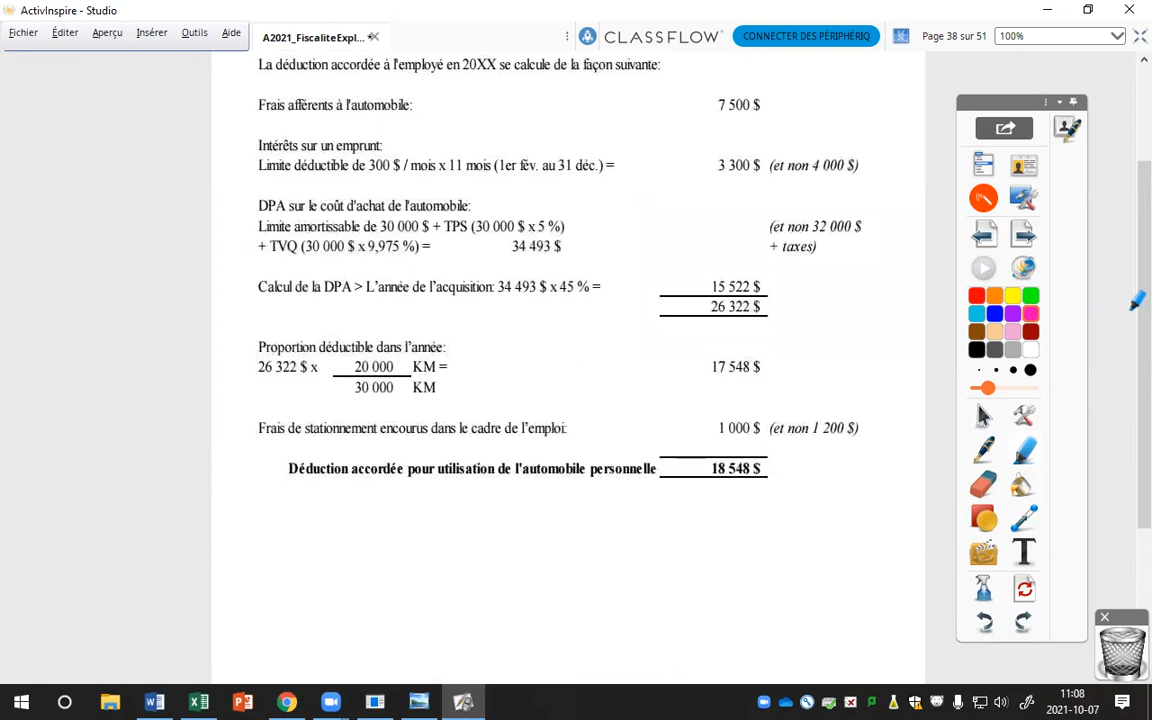 ActivInspire - Studio
Fichier Éditer Aperçu Insérer Outils Aide
A2021_FiscaliteExpl...
CLASSFLOW
CONNECTER DES PÉRIPHÉRIQ
Page 38 sur 51
100%
La déduction accordée à l'employé en 20XX se calcule de la façon suivante:
Frais afférents à l'automobile: 7 500 $
Intérêts sur un emprunt:
Limite déductible de 300 $ / mois x 11 mois (1er fév. au 31 déc.) = 3 300 $ (et non 4 000 $)
DPA sur le coût d'achat de l'automobile:
Limite amortissable de 30 000 $ + TPS (30 000 $ x 5 %) (et non 32 000 $
+ TVQ (30 000 $ x 9,975 %) = 34 493 $ + taxes)
Calcul de la DPA > L'année de l'acquisition: 34 493 $ x 45 % = 15 522 $
26 322 $
Proportion déductible dans l'année:
26 322 $ x 20 000 KM = 17 548 $
30 000 KM
Frais de stationnement encourus dans le cadre de l'emploi: 1 000 $ (et non 1 200 $)
Déduction accordée pour utilisation de l'automobile personnelle 18 548 $
11:08
2021-10-07